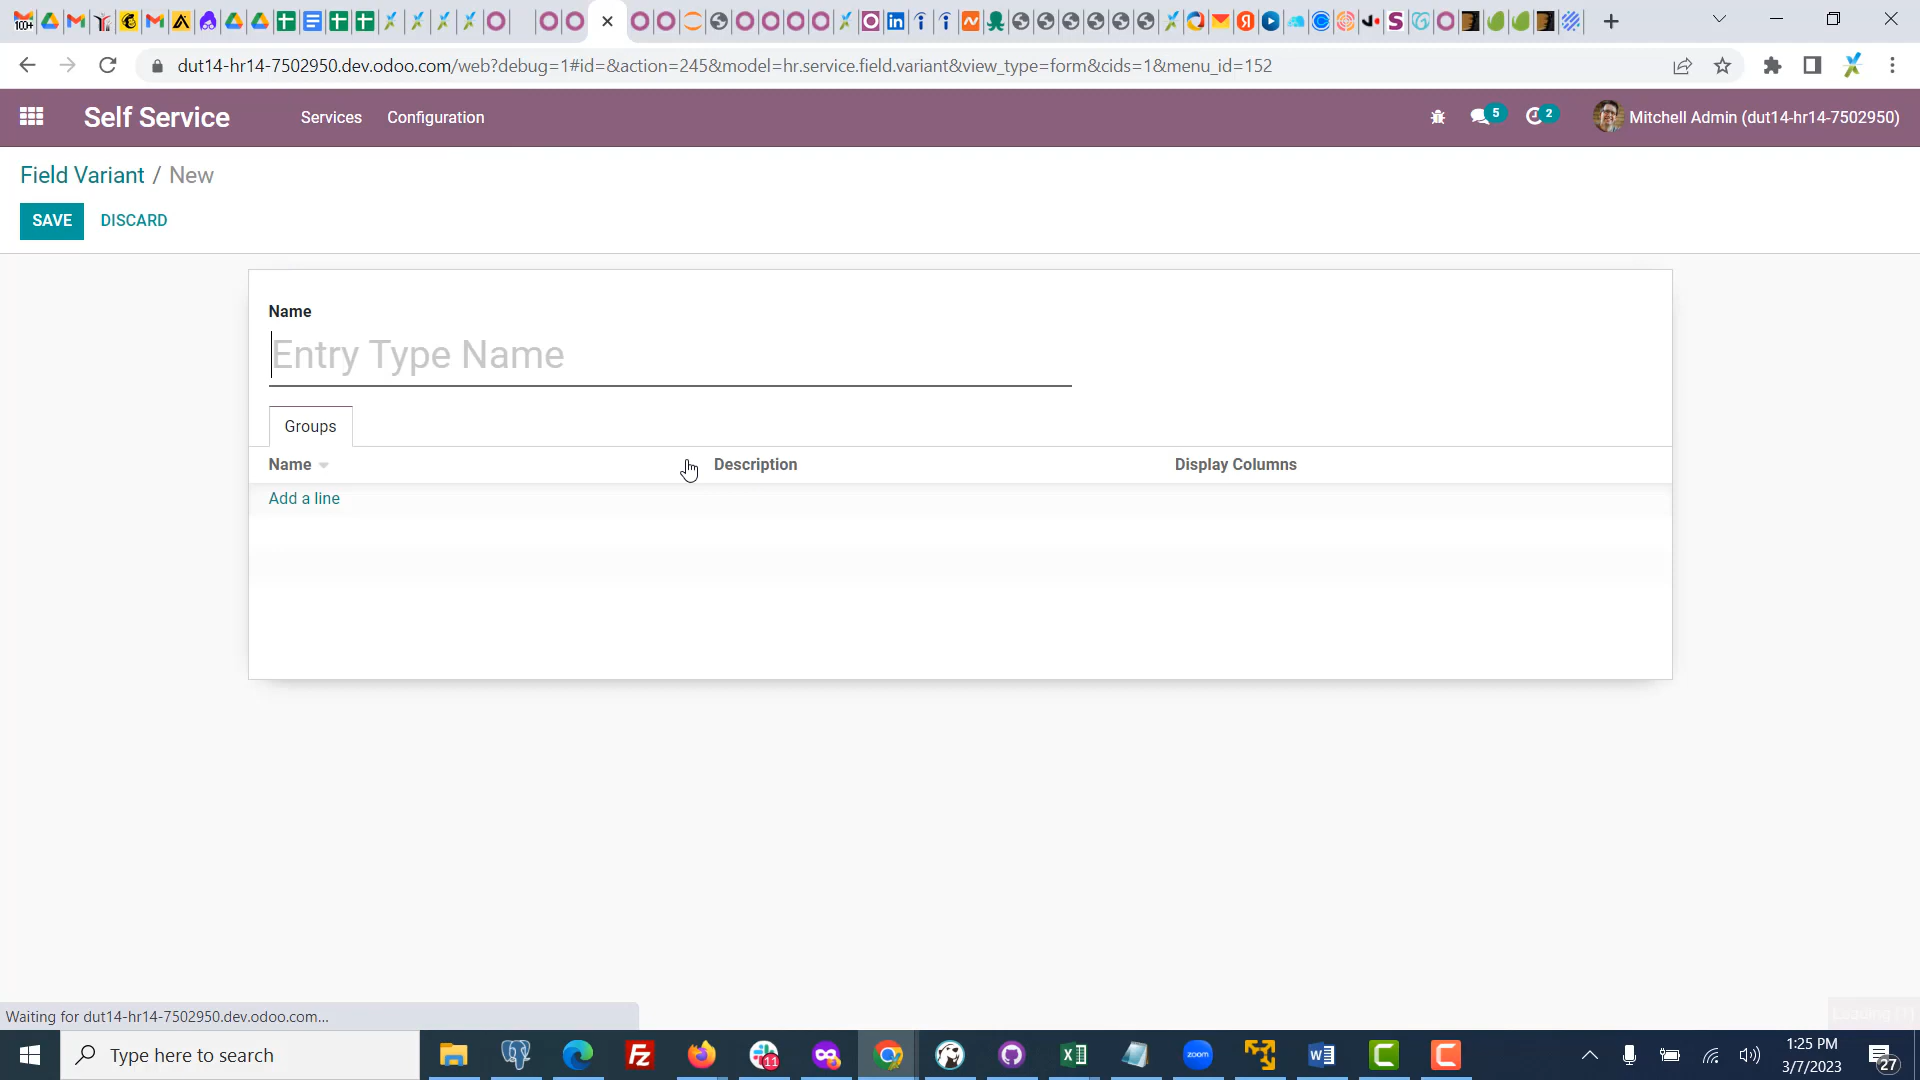 dut14-hr14-7502950.dev.odoo.com/web?debug=1#id=&action=245&model=hr.service.field.variant&view_type=form&cids=1&menu_id=152
Self Service
Services
Configuration
5
2
Mitchell Admin (dut14-hr14-7502950)
Field Variant / New
SAVE
DISCARD
Name
Entry Type Name
Groups
Name
Description
Display Columns
Add a line
Waiting for dut14-hr14-7502950.dev.odoo.com...
Type here to search
11
zoom
1:25 PM
3/7/2023
27